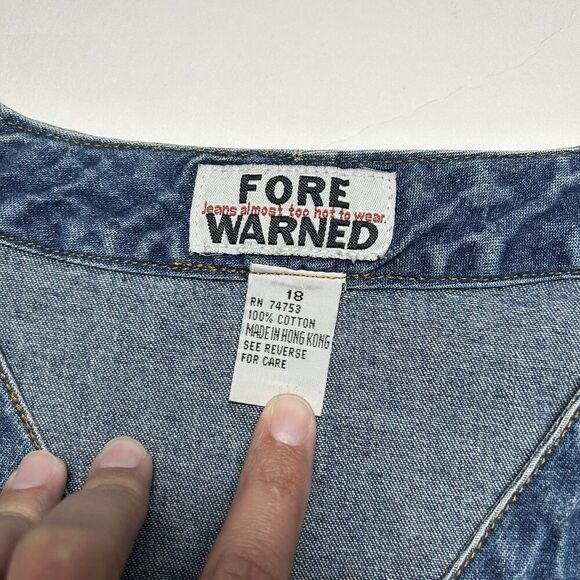 FORE
Jeans almost too hot to wear.
WARNED
18
RN 74753
100% COTTON
MADE IN HONG KONG
SEE REVERSE
FOR CARE